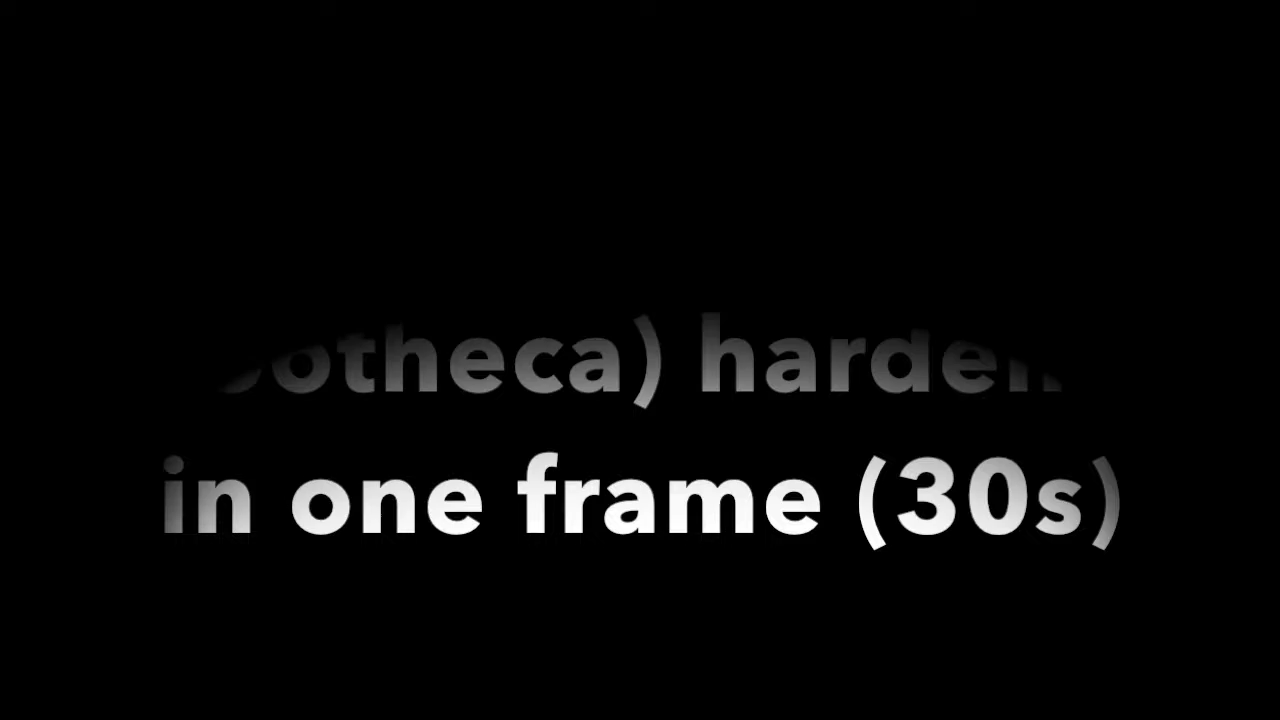 otheca) harden
in one frame (30s)